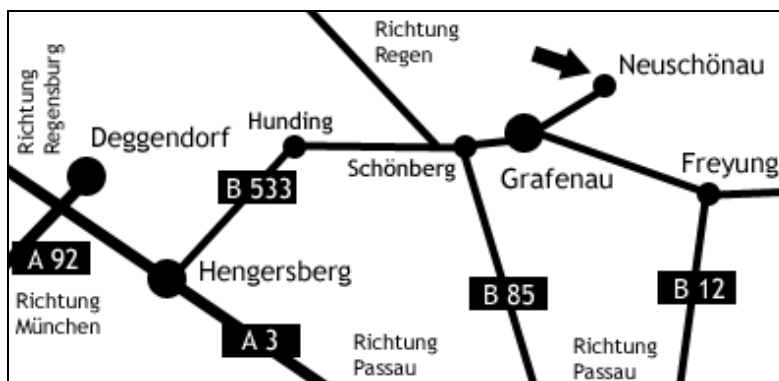 Richtung
Regen
Neuschönau
Richtung
Regensburg
Deggendorf
Hunding
Schönberg
Grafenau
Freyung
B 533
A 92
Hengersberg
B 85
B 12
Richtung
München
A 3
Richtung
Passau
Richtung
Passau